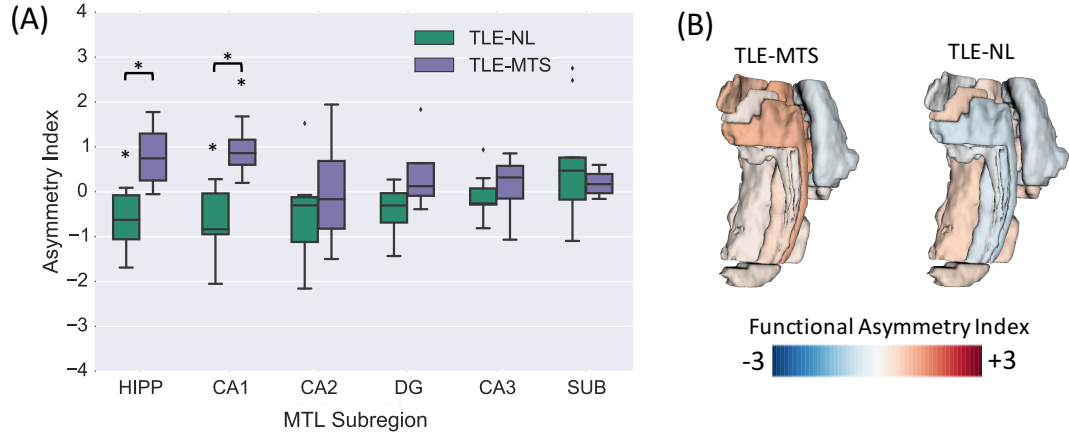 (A)
4
3
2
1
0
−1
−2
−3
−4
Asymmetry Index
TLE-NL
TLE-MTS
*
*
*
*
*
HIPP CA1 CA2 DG CA3 SUB
MTL Subregion
(B)
TLE-MTS TLE-NL
Functional Asymmetry Index
-3 +3